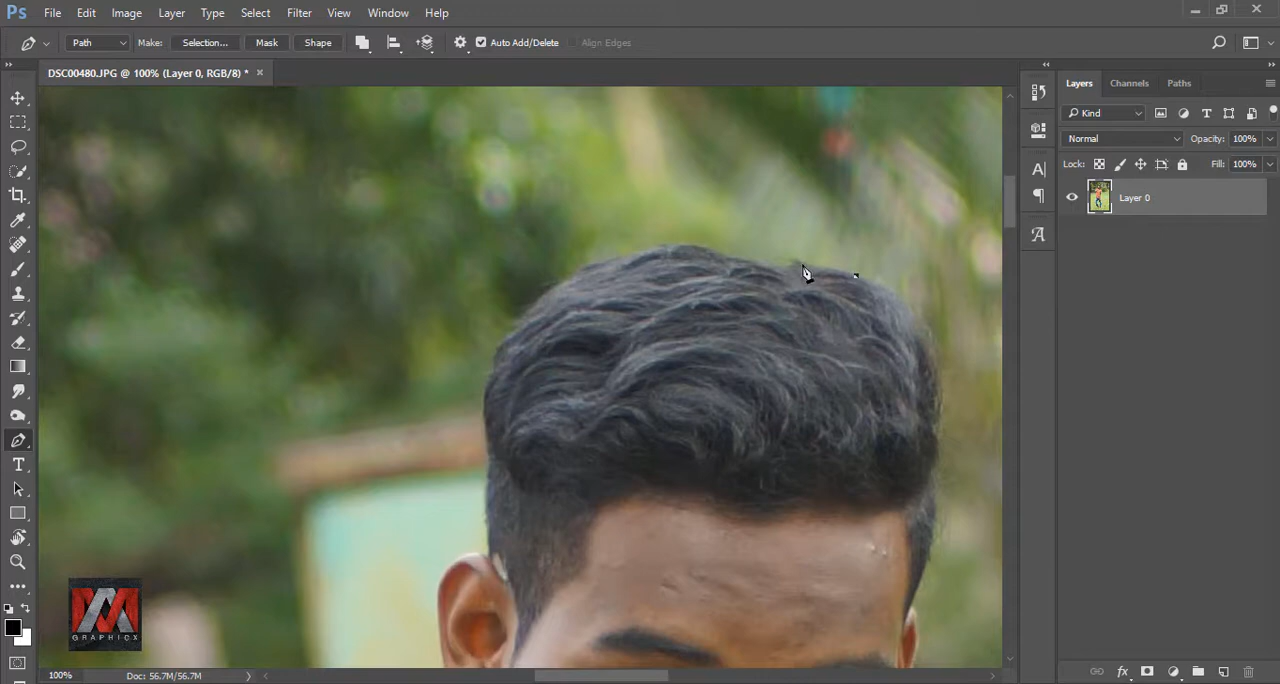 Ps File Edit Image Layer Type Select Filter View Window Help
Path Make: Selection... Mask Shape Auto Add/Delete Align Edges
DSC00480.JPG @ 100% (Layer 0, RGB/8) *
Layers Channels Paths
Kind
Normal Opacity: 100%
Lock: Fill: 100%
Layer 0
GRAPHICX
100% Doc: 56.7M/56.7M